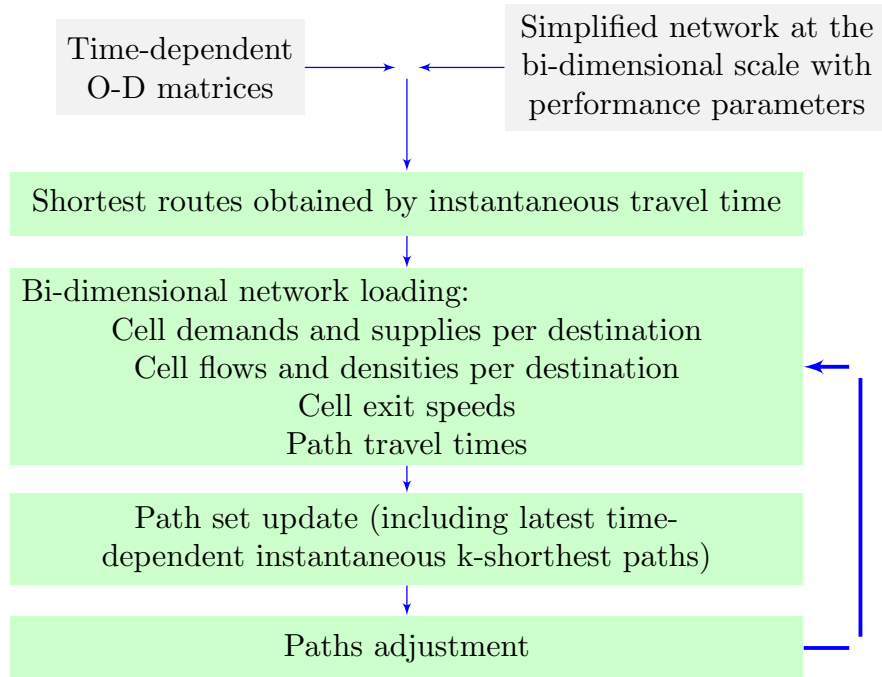 Time-dependent
O-D matrices
Simplified network at the
bi-dimensional scale with
performance parameters
Shortest routes obtained by instantaneous travel time
Bi-dimensional network loading:
Cell demands and supplies per destination
Cell flows and densities per destination
Cell exit speeds
Path travel times
Path set update (including latest time-
dependent instantaneous k-shorthest paths)
Paths adjustment